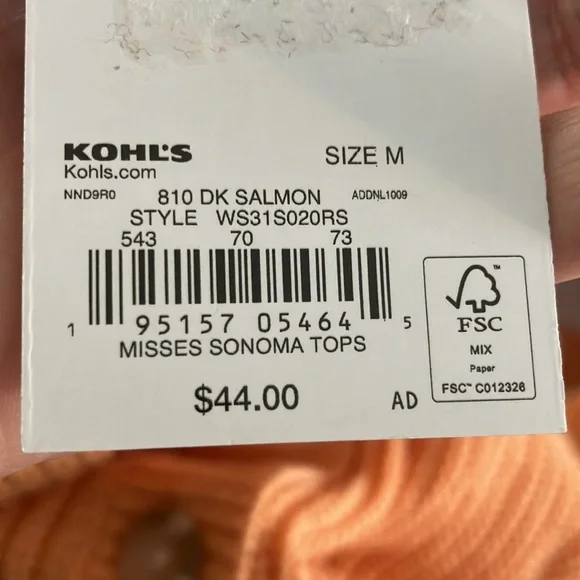 KOHL'S
SIZE M
Kohls.com
NND9R0 810 DK SALMON ADDNL1009
STYLE WS31S020RS
543 70 73
1 95157 05464 5
MISSES SONOMA TOPS
$44.00
AD
™
FSC
MIX
Paper
FSC™ C012326